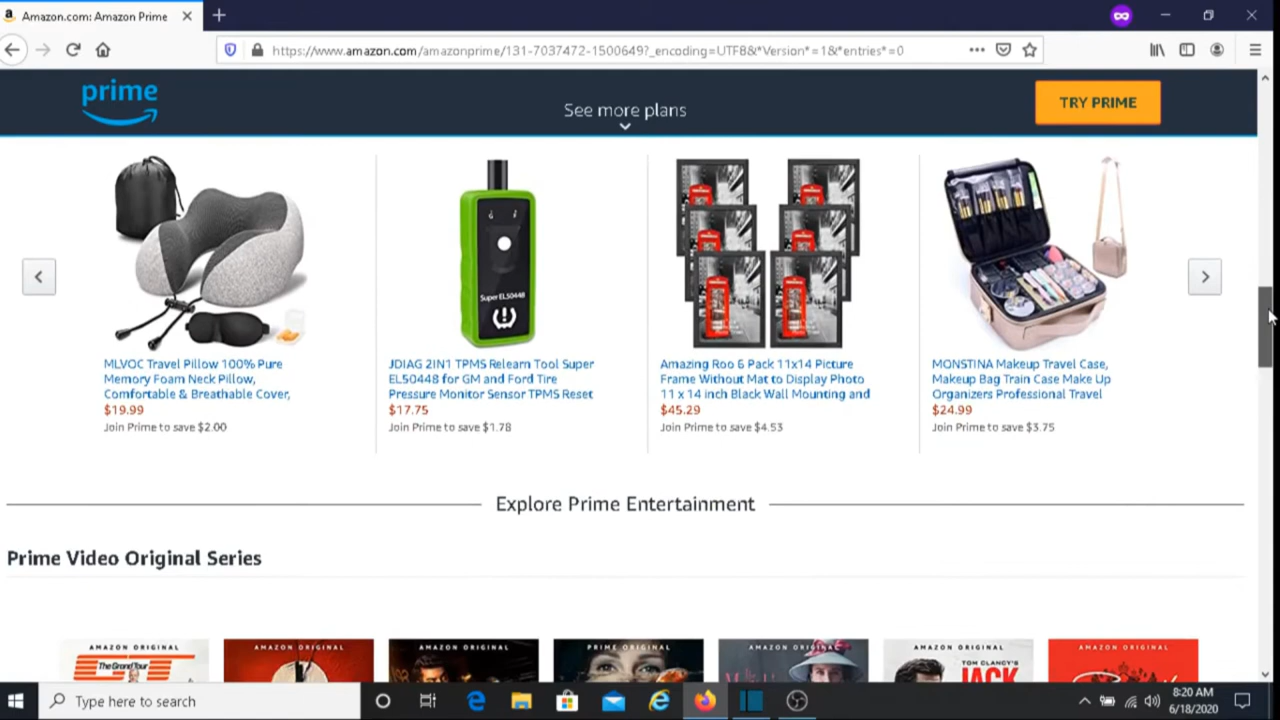 Amazon.com: Amazon Prime
https://www.amazon.com/amazonprime/131-7037472-1500649?_encoding=UTF8&*Version*=1&*entries*=0
prime
See more plans
TRY PRIME
Super EL50448
MLVOC Travel Pillow 100% Pure
Memory Foam Neck Pillow,
Comfortable & Breathable Cover,
$19.99
Join Prime to save $2.00
JDIAG 2IN1 TPMS Relearn Tool Super
EL50448 for GM and Ford Tire
Pressure Monitor Sensor TPMS Reset
$17.75
Join Prime to save $1.78
Amazing Roo 6 Pack 11x14 Picture
Frame Without Mat to Display Photo
11 x 14 inch Black Wall Mounting and
$45.29
Join Prime to save $4.53
MONSTINA Makeup Travel Case,
Makeup Bag Train Case Make Up
Organizers Professional Travel
$24.99
Join Prime to save $3.75
Explore Prime Entertainment
Prime Video Original Series
AMAZON ORIGINAL
The Grand Tour
AMAZON ORIGINAL
AMAZON ORIGINAL
PRIME ORIGINAL
AMAZON ORIGINAL
AMAZON ORIGINAL
TOM CLANCY'S
JACK
AMAZON ORIGINAL
Type here to search
8:20 AM
6/18/2020